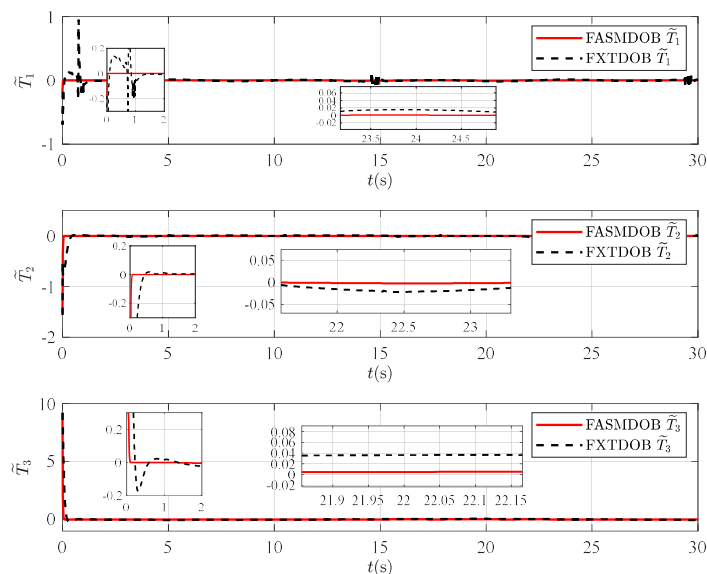 1
0
-1
T̃₁
0.2
0
-0.2
0 1 2
0.06
0.04
0.02
0
-0.02
23.5 24 24.5
FASMDOB T̃₁
FXTDOB T̃₁
0 5 10 15 20 25 30
t(s)
0
-1
-2
T̃₂
0.2
0
-0.2
0 1 2
0.05
0
-0.05
22 22.5 23
FASMDOB T̃₂
FXTDOB T̃₂
0 5 10 15 20 25 30
t(s)
10
5
0
T̃₃
0.2
0
-0.2
0 1 2
0.08
0.06
0.04
0.02
0
-0.02
21.9 21.95 22 22.05 22.1 22.15
FASMDOB T̃₃
FXTDOB T̃₃
0 5 10 15 20 25 30
t(s)